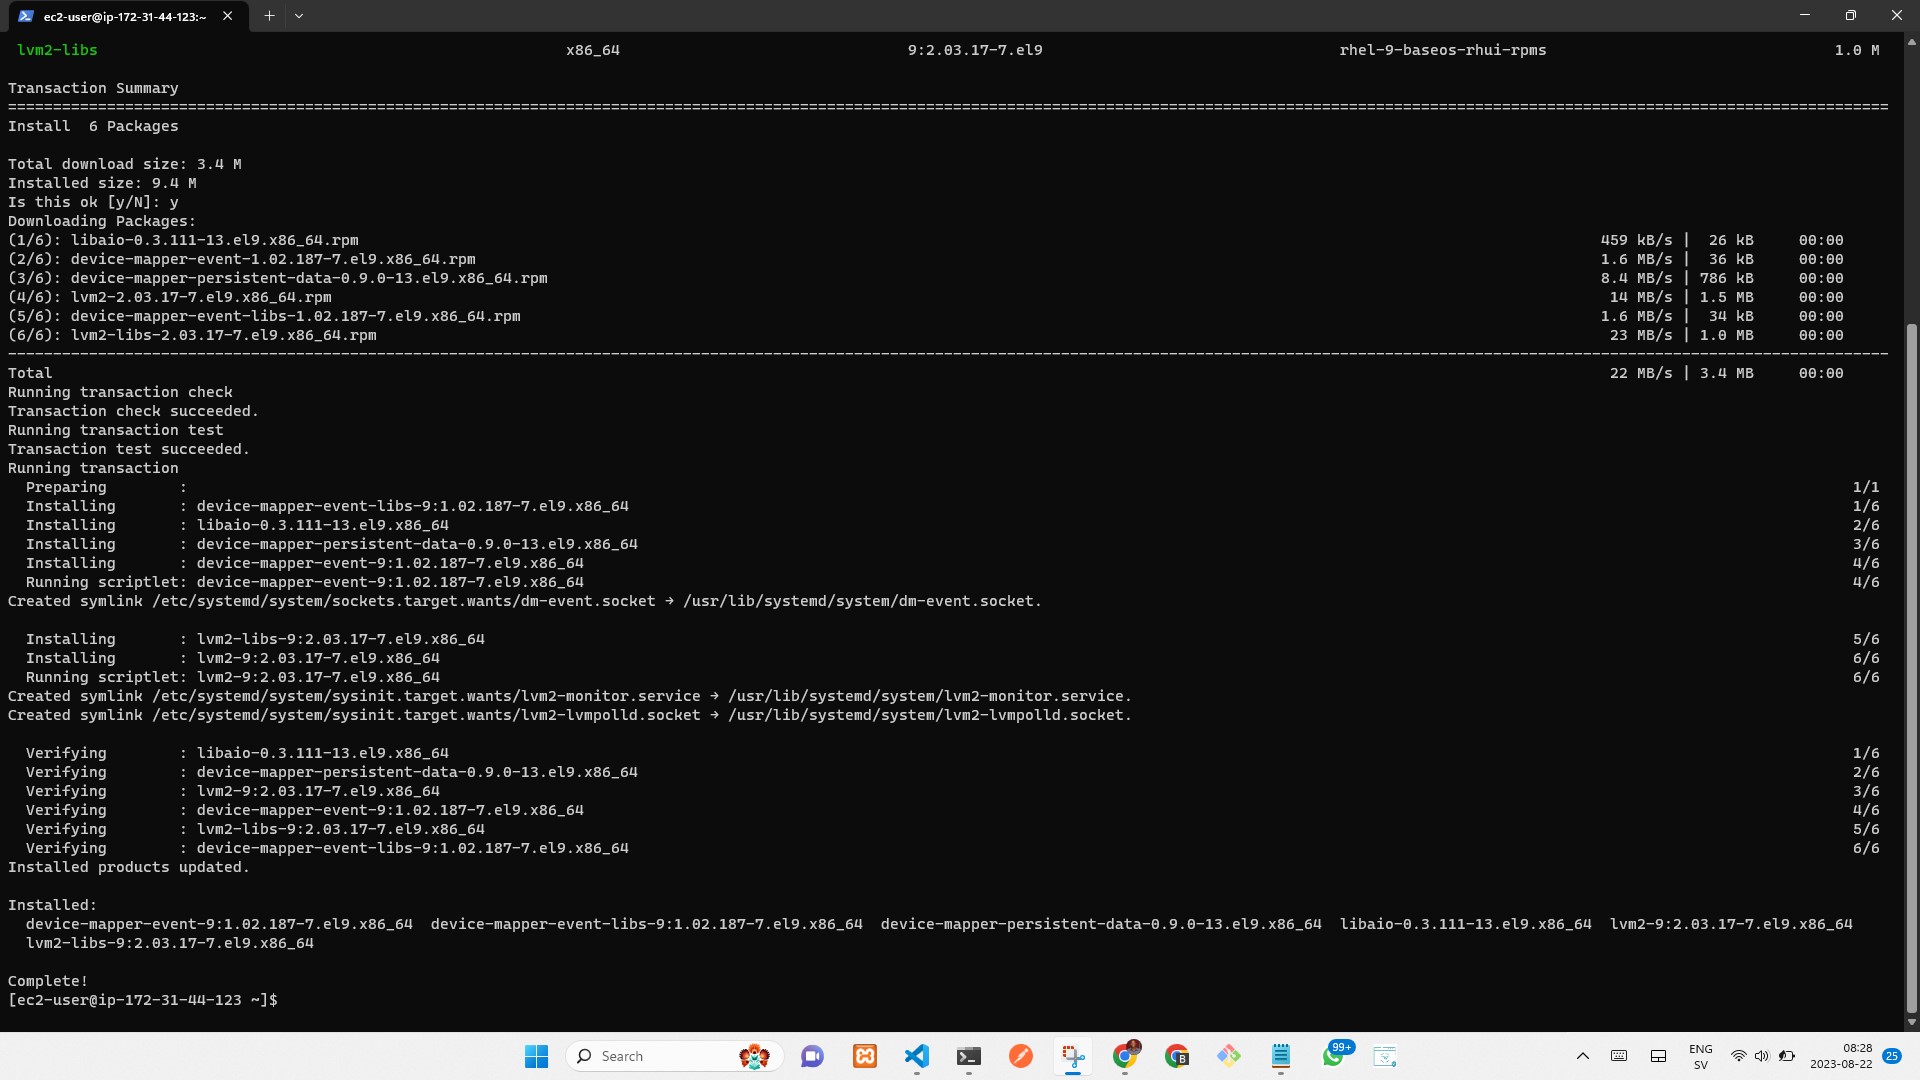 ec2-user@ip-172-31-44-123:~
lvm2-libs x86_64 9:2.03.17-7.el9 rhel-9-baseos-rhui-rpms 1.0 M
Transaction Summary
Install  6 Packages
Total download size: 3.4 M
Installed size: 9.4 M
Is this ok [y/N]: y
Downloading Packages:
(1/6): libaio-0.3.111-13.el9.x86_64.rpm 459 kB/s | 26 kB 00:00
(2/6): device-mapper-event-1.02.187-7.el9.x86_64.rpm 1.6 MB/s | 36 kB 00:00
(3/6): device-mapper-persistent-data-0.9.0-13.el9.x86_64.rpm 8.4 MB/s | 786 kB 00:00
(4/6): lvm2-2.03.17-7.el9.x86_64.rpm 14 MB/s | 1.5 MB 00:00
(5/6): device-mapper-event-libs-1.02.187-7.el9.x86_64.rpm 1.6 MB/s | 34 kB 00:00
(6/6): lvm2-libs-2.03.17-7.el9.x86_64.rpm 23 MB/s | 1.0 MB 00:00
Total 22 MB/s | 3.4 MB 00:00
Running transaction check
Transaction check succeeded.
Running transaction test
Transaction test succeeded.
Running transaction
Preparing : 1/1
Installing : device-mapper-event-libs-9:1.02.187-7.el9.x86_64 1/6
Installing : libaio-0.3.111-13.el9.x86_64 2/6
Installing : device-mapper-persistent-data-0.9.0-13.el9.x86_64 3/6
Installing : device-mapper-event-9:1.02.187-7.el9.x86_64 4/6
Running scriptlet: device-mapper-event-9:1.02.187-7.el9.x86_64 4/6
Created symlink /etc/systemd/system/sockets.target.wants/dm-event.socket → /usr/lib/systemd/system/dm-event.socket.
Installing : lvm2-libs-9:2.03.17-7.el9.x86_64 5/6
Installing : lvm2-9:2.03.17-7.el9.x86_64 6/6
Running scriptlet: lvm2-9:2.03.17-7.el9.x86_64 6/6
Created symlink /etc/systemd/system/sysinit.target.wants/lvm2-monitor.service → /usr/lib/systemd/system/lvm2-monitor.service.
Created symlink /etc/systemd/system/sysinit.target.wants/lvm2-lvmpolld.socket → /usr/lib/systemd/system/lvm2-lvmpolld.socket.
Verifying : libaio-0.3.111-13.el9.x86_64 1/6
Verifying : device-mapper-persistent-data-0.9.0-13.el9.x86_64 2/6
Verifying : lvm2-9:2.03.17-7.el9.x86_64 3/6
Verifying : device-mapper-event-9:1.02.187-7.el9.x86_64 4/6
Verifying : lvm2-libs-9:2.03.17-7.el9.x86_64 5/6
Verifying : device-mapper-event-libs-9:1.02.187-7.el9.x86_64 6/6
Installed products updated.
Installed:
device-mapper-event-9:1.02.187-7.el9.x86_64 device-mapper-event-libs-9:1.02.187-7.el9.x86_64 device-mapper-persistent-data-0.9.0-13.el9.x86_64 libaio-0.3.111-13.el9.x86_64 lvm2-9:2.03.17-7.el9.x86_64
lvm2-libs-9:2.03.17-7.el9.x86_64
Complete!
[ec2-user@ip-172-31-44-123 ~]$
Search
B
99+
ENG
SV
08:28
2023-08-22
25